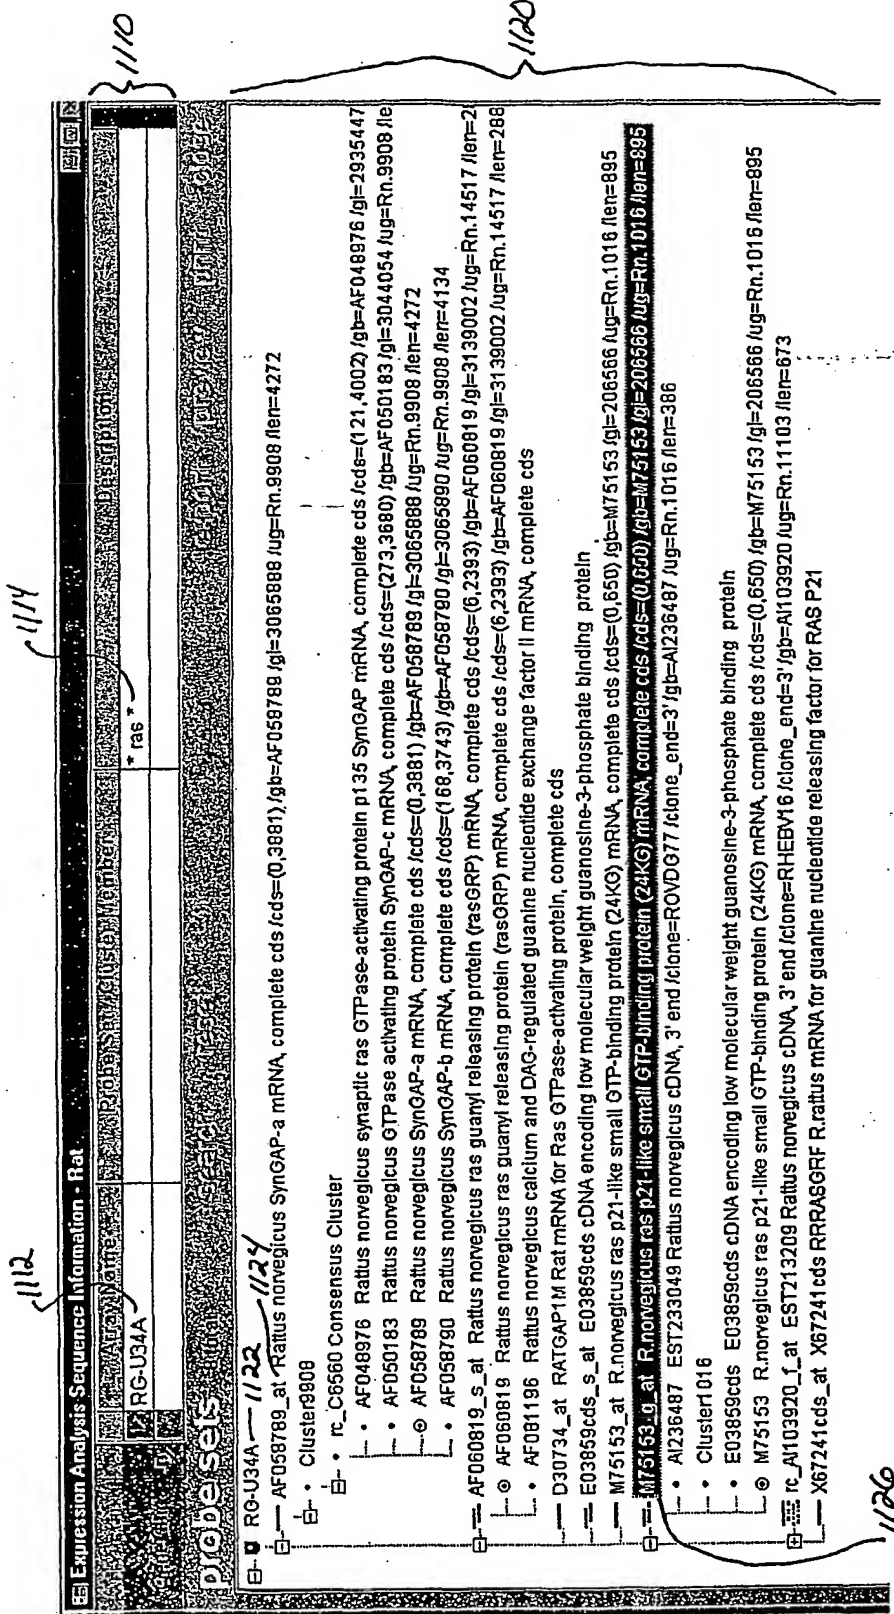 1110
1114
1112
1120
Expression Analysis Sequence Information - Rat
Array Name
Probe Set / Cluster Member
Description
RG-U34A
* ras *
probe sets
search
report
preview
print
close
RG-U34A 1122
1124
AF058789_at Rattus norvegicus SynGAP-a mRNA, complete cds /cds=(0,3881) /gb=AF058789 /gi=3065888 /ug=Rn.9908 /len=4272
Cluster9908
rc_C6560 Consensus Cluster
AF048976 Rattus norvegicus synaptic ras GTPase-activating protein p135 SynGAP mRNA, complete cds /cds=(121,4002) /gb=AF048976 /gi=2935447
AF050183 Rattus norvegicus GTPase activating protein SynGAP-c mRNA, complete cds /cds=(273,3680) /gb=AF050183 /gi=3044054 /ug=Rn.9908 /le
AF058789 Rattus norvegicus SynGAP-a mRNA, complete cds /cds=(0,3881) /gb=AF058789 /gi=3065888 /ug=Rn.9908 /len=4272
AF058790 Rattus norvegicus SynGAP-b mRNA, complete cds /cds=(168,3743) /gb=AF058790 /gi=3065890 /ug=Rn.9908 /len=4134
AF060819_s_at Rattus norvegicus ras guanyl releasing protein (rasGRP) mRNA, complete cds /cds=(6,2393) /gb=AF060819 /gi=3139002 /ug=Rn.14517 /len=2
AF060819 Rattus norvegicus ras guanyl releasing protein (rasGRP) mRNA, complete cds /cds=(6,2393) /gb=AF060819 /gi=3139002 /ug=Rn.14517 /len=288
AF081196 Rattus norvegicus calcium and DAG-regulated guanine nucleotide exchange factor II mRNA, complete cds
D30734_at RATGAP1M Rat mRNA for Ras GTPase-activating protein, complete cds
E03859cds_s_at E03859cds cDNA encoding low molecular weight guanosine-3-phosphate binding protein
M75153_at R.norvegicus ras p21-like small GTP-binding protein (24KG) mRNA, complete cds /cds=(0,650) /gb=M75153 /gi=206566 /ug=Rn.1016 /len=895
M75153_g_at R.norvegicus ras p21-like small GTP-binding protein (24KG) mRNA, complete cds /cds=(0,650) /gb=M75153 /gi=206566 /ug=Rn.1016 /len=895
AI236487 EST233049 Rattus norvegicus cDNA, 3' end /clone=ROVDG77 /clone_end=3' /gb=AI236487 /ug=Rn.1016 /len=386
Cluster1016
E03859cds E03859cds cDNA encoding low molecular weight guanosine-3-phosphate binding protein
M75153 R.norvegicus ras p21-like small GTP-binding protein (24KG) mRNA, complete cds /cds=(0,650) /gb=M75153 /gi=206566 /ug=Rn.1016 /len=895
rc_AI103920_f_at EST213209 Rattus norvegicus cDNA, 3' end /clone=RHEBV16 /clone_end=3' /gb=AI103920 /ug=Rn.11103 /len=673
X67241cds_at X67241cds RRRASGRF R.rattus mRNA for guanine nucleotide releasing factor for RAS P21
1126